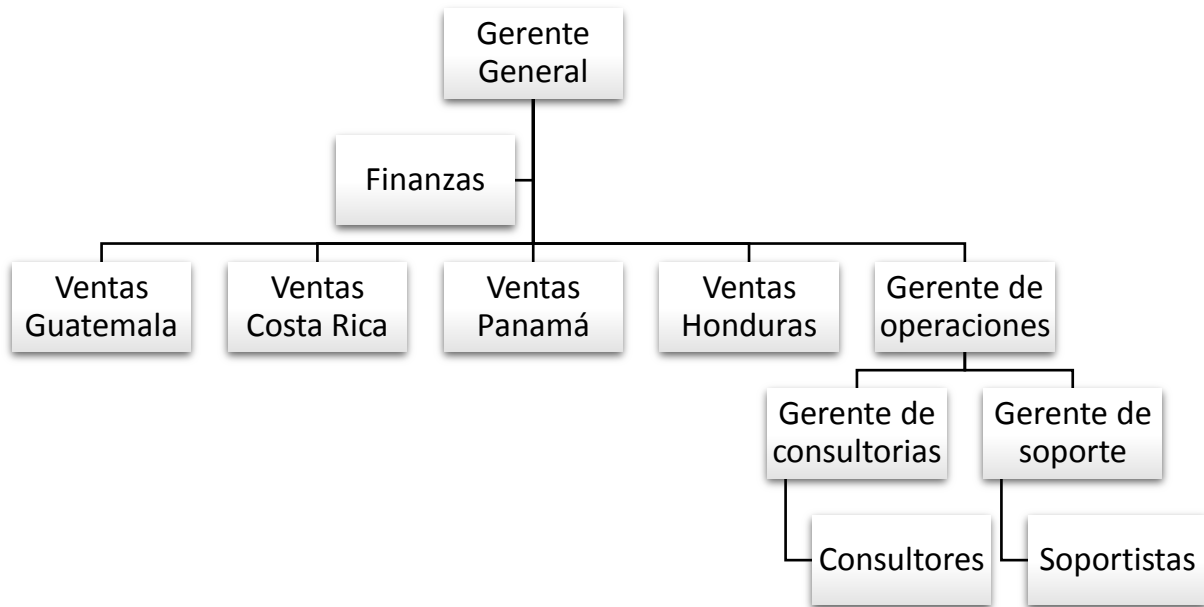 Gerente
General
Finanzas
Ventas
Guatemala
Ventas
Costa Rica
Ventas
Panamá
Ventas
Honduras
Gerente de
operaciones
Gerente de
consultorias
Gerente de
soporte
Consultores
Soportistas